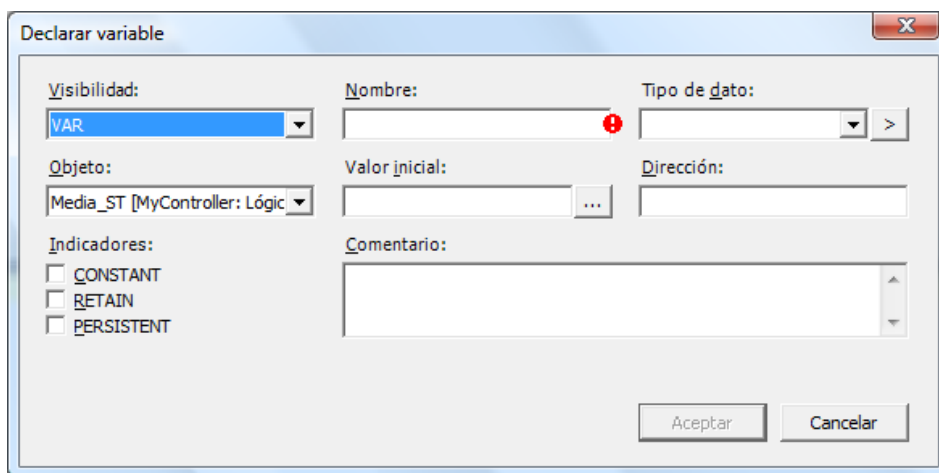 Declarar variable
Visibilidad: Nombre: Tipo de dato:
VAR >
Objeto: Valor inicial: Dirección:
Media_ST [MyController: Lógic ...
Indicadores: Comentario:
CONSTANT
RETAIN
PERSISTENT
Aceptar Cancelar